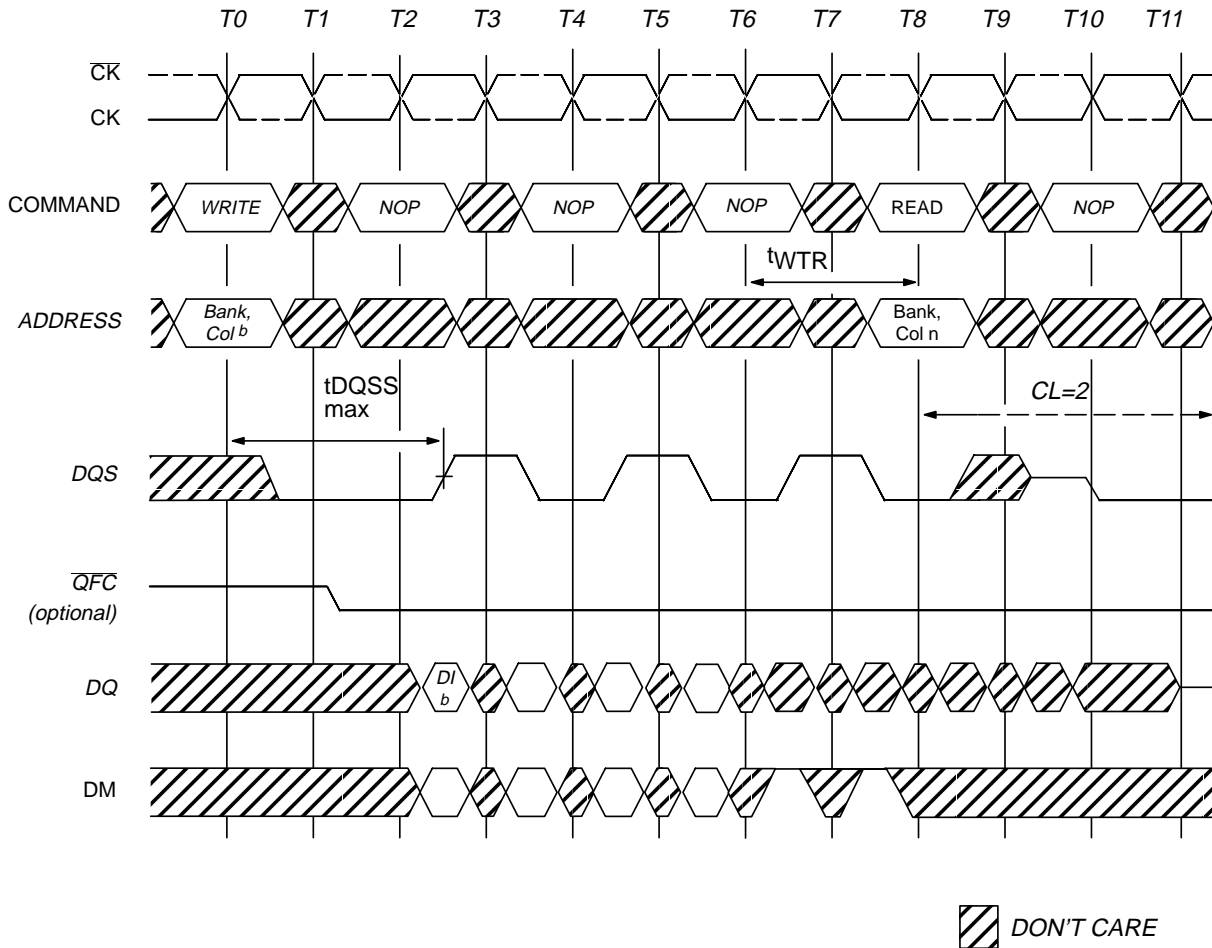 T0 T1 T2 T3 T4 T5 T6 T7 T8 T9 T10 T11
CK
CK
COMMAND WRITE NOP NOP NOP READ NOP
tWTR
ADDRESS Bank, Col b Bank, Col n
tDQSS
max
CL=2
DQS
QFC
(optional)
DQ DI b
DM
DON'T CARE